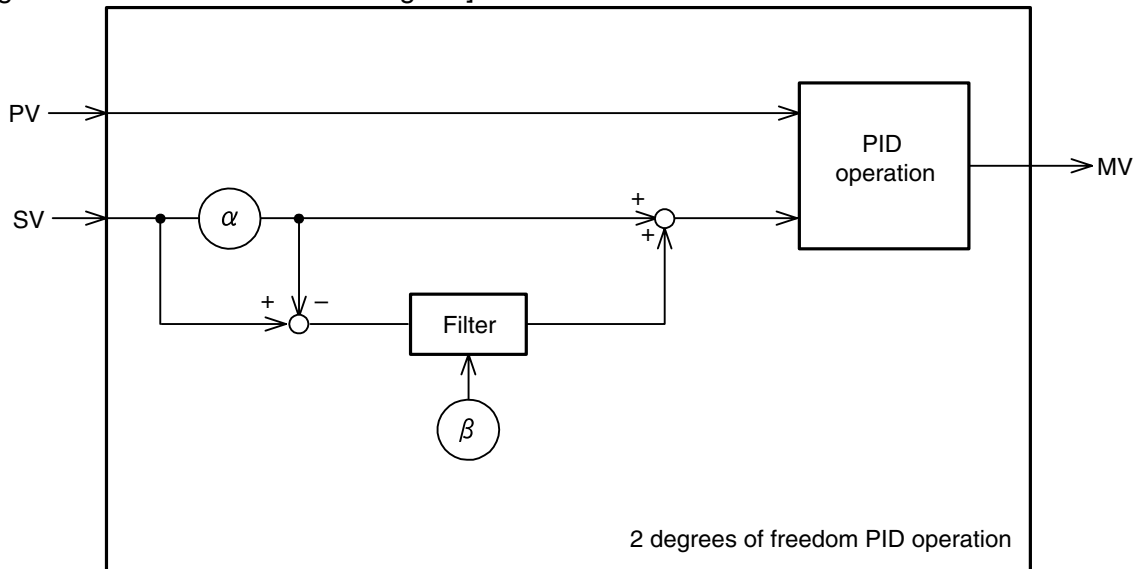 PV
PID
operation
MV
SV
α
+
+
+
−
Filter
β
2 degrees of freedom PID operation